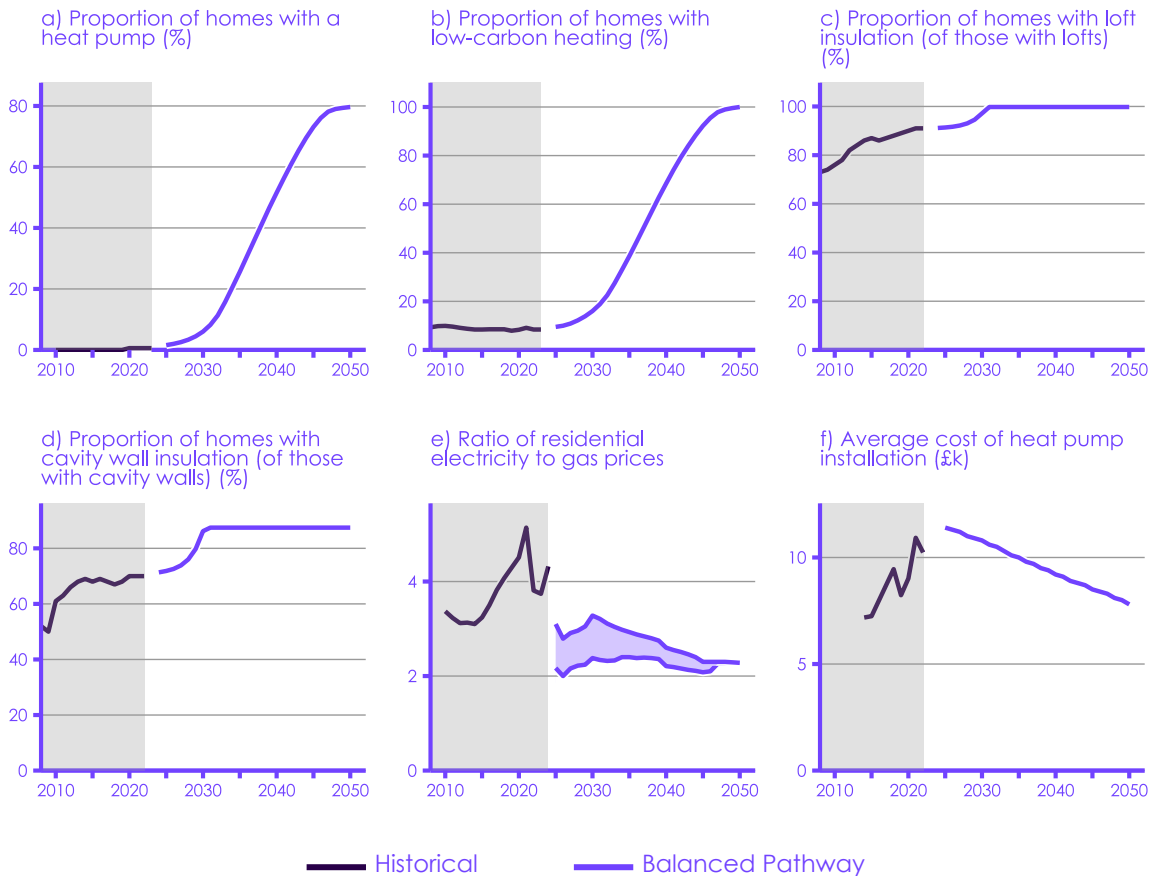 a) Proportion of homes with a
heat pump (%)
80
60
40
20
0
2010 2020 2030 2040 2050
b) Proportion of homes with
low-carbon heating (%)
100
80
60
40
20
0
2010 2020 2030 2040 2050
c) Proportion of homes with loft
insulation (of those with lofts)
(%)
100
80
60
40
20
0
2010 2020 2030 2040 2050
d) Proportion of homes with
cavity wall insulation (of those
with cavity walls) (%)
80
60
40
20
0
2010 2020 2030 2040 2050
e) Ratio of residential
electricity to gas prices
4
2
0
2010 2020 2030 2040 2050
f) Average cost of heat pump
installation (£k)
10
5
0
2010 2020 2030 2040 2050
Historical
Balanced Pathway